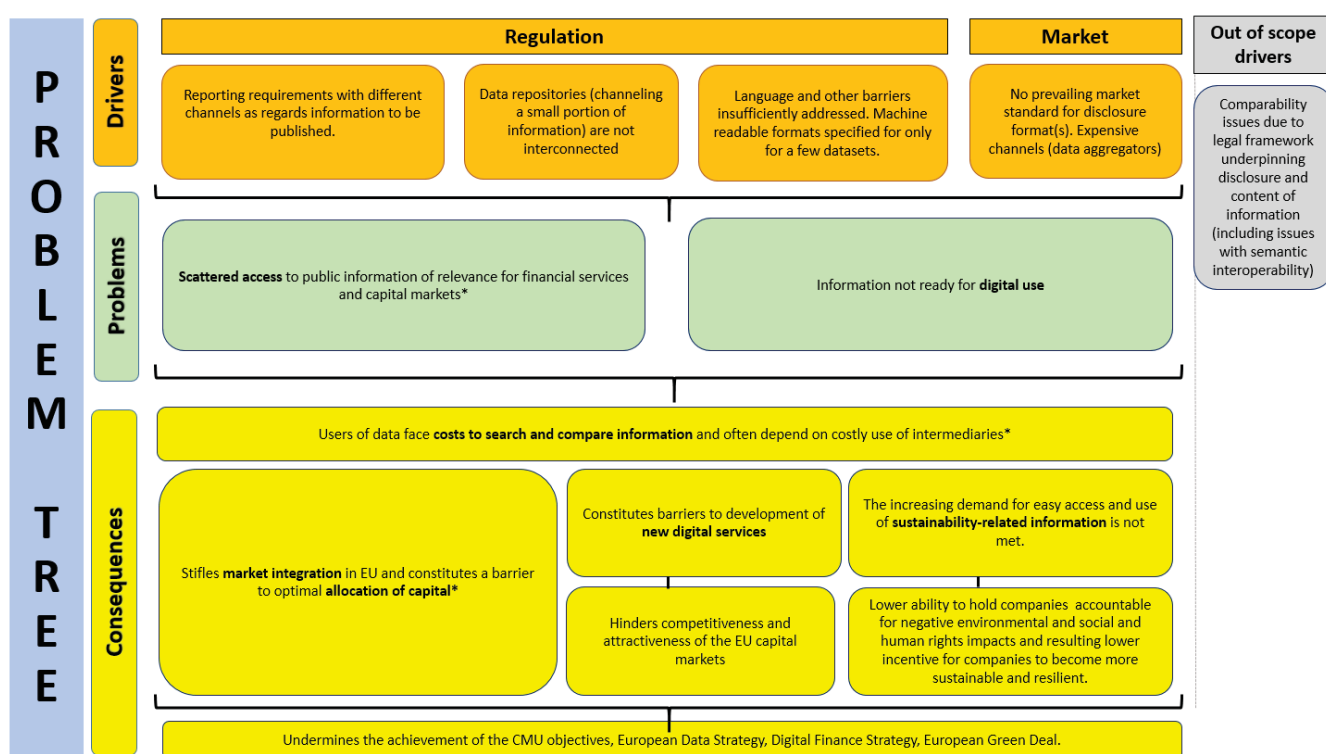 PROBLEM TREE
Drivers
Regulation
Market
Out of scope
drivers
Reporting requirements with different
channels as regards information to be
published.
Data repositories (channeling
a small portion of
information) are not
interconnected
Language and other barriers
insufficiently addressed. Machine
readable formats specified for only
for a few datasets.
No prevailing market
standard for disclosure
format(s). Expensive
channels (data aggregators)
Comparability
issues due to
legal framework
underpinning
disclosure and
content of
information
(including issues
with semantic
interoperability)
Problems
Scattered access to public information of relevance for financial services
and capital markets*
Information not ready for digital use
Consequences
Users of data face costs to search and compare information and often depend on costly use of intermediaries*
Stifles market integration in EU and constitutes a barrier
to optimal allocation of capital*
Constitutes barriers to development of
new digital services
The increasing demand for easy access and use
of sustainability-related information is not
met.
Hinders competitiveness and
attractiveness of the EU capital
markets
Lower ability to hold companies accountable
for negative environmental and social and
human rights impacts and resulting lower
incentive for companies to become more
sustainable and resilient.
Undermines the achievement of the CMU objectives, European Data Strategy, Digital Finance Strategy, European Green Deal.